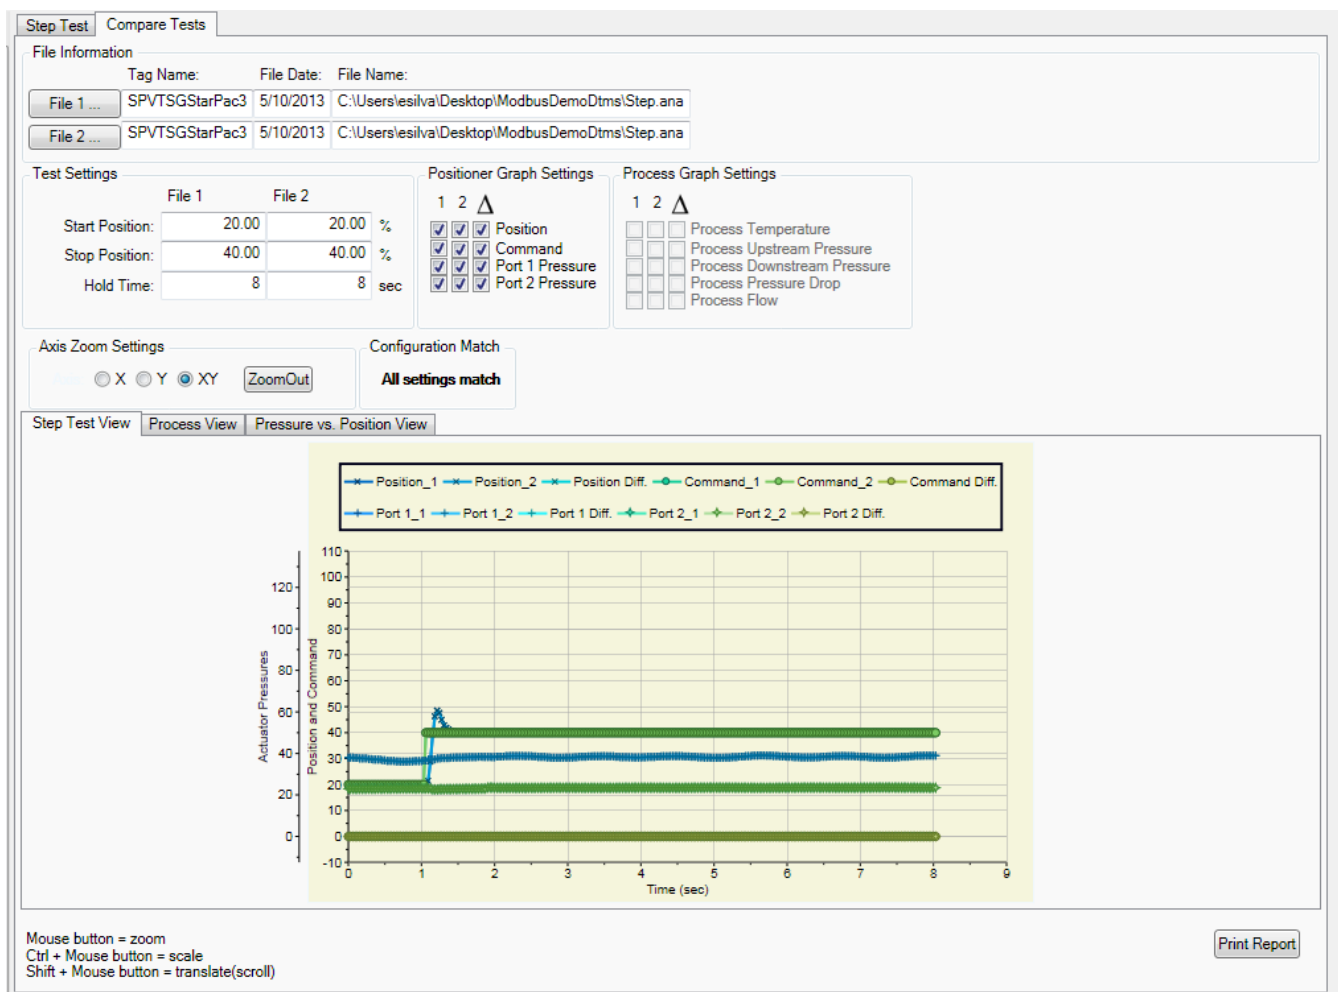 Step Test Compare Tests
File Information
Tag Name: File Date: File Name:
File 1 ... SPVTSGStarPac3 5/10/2013 C:\Users\esilva\Desktop\ModbusDemoDtms\Step.ana
File 2 ... SPVTSGStarPac3 5/10/2013 C:\Users\esilva\Desktop\ModbusDemoDtms\Step.ana
Test Settings
File 1 File 2
Start Position: 20.00 20.00 %
Stop Position: 40.00 40.00 %
Hold Time: 8 8 sec
Positioner Graph Settings
1 2 Δ
Position
Command
Port 1 Pressure
Port 2 Pressure
Process Graph Settings
1 2 Δ
Process Temperature
Process Upstream Pressure
Process Downstream Pressure
Process Pressure Drop
Process Flow
Axis Zoom Settings
X Y XY ZoomOut
Configuration Match
All settings match
Step Test View Process View Pressure vs. Position View
Position_1 Position_2 Position Diff. Command_1 Command_2 Command Diff.
Port 1_1 Port 1_2 Port 1 Diff. Port 2_1 Port 2_2 Port 2 Diff.
Actuator Pressures
120
100
80
60
40
20
0
Position and Command
110
100
90
80
70
60
50
40
30
20
10
0
-10
0 1 2 3 4 5 6 7 8 9
Time (sec)
Mouse button = zoom
Ctrl + Mouse button = scale
Shift + Mouse button = translate(scroll)
Print Report